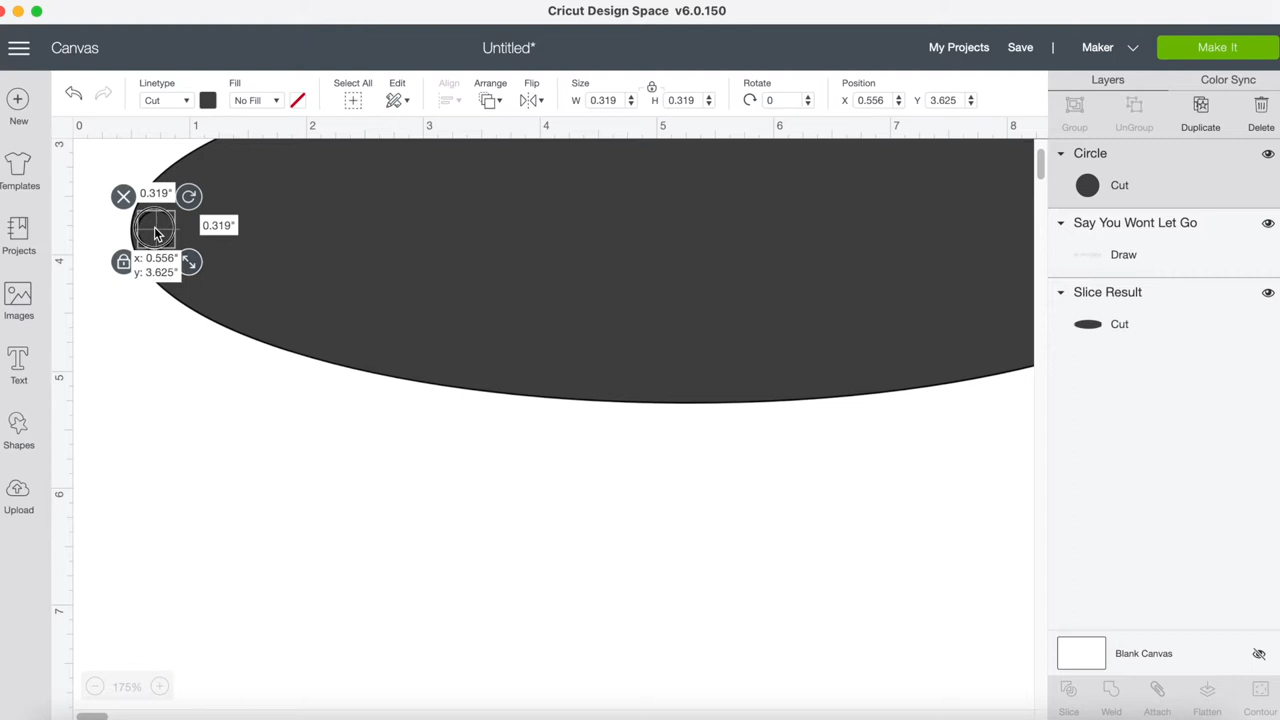 Cricut Design Space v6.0.150
Canvas
Untitled*
My Projects
Save
|
Maker
Make It
Linetype
Cut
Fill
No Fill
Select All
Edit
Align
Arrange
Flip
Size
W 0.319
H 0.319
Rotate
0
Position
X 0.556
Y 3.625
0 1 2 3 4 5 6 7 8
3
4
5
6
7
New
Templates
Projects
Images
Text
Shapes
Upload
0.319"
0.319"
x: 0.556"
y: 3.625"
175%
Layers
Color Sync
Group
UnGroup
Duplicate
Delete
Circle
Cut
Say You Wont Let Go
Draw
Slice Result
Cut
Blank Canvas
Slice
Weld
Attach
Flatten
Contour